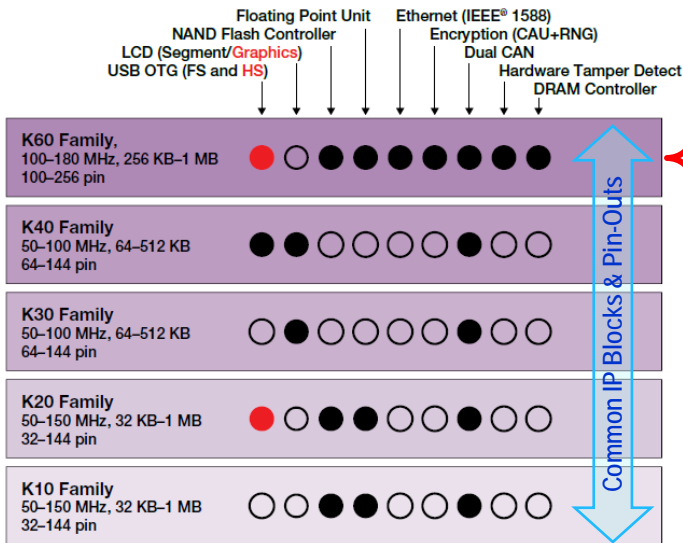 Floating Point Unit
Ethernet (IEEE® 1588)
NAND Flash Controller
Encryption (CAU+RNG)
LCD (Segment/Graphics)
Dual CAN
USB OTG (FS and HS)
Hardware Tamper Detect
DRAM Controller
K60 Family,
100–180 MHz, 256 KB–1 MB
100–256 pin
K40 Family
50–100 MHz, 64–512 KB
64–144 pin
K30 Family
50–100 MHz, 64–512 KB
64–144 pin
K20 Family
50–150 MHz, 32 KB–1 MB
32–144 pin
K10 Family
50–150 MHz, 32 KB–1 MB
32–144 pin
Common IP Blocks & Pin-Outs